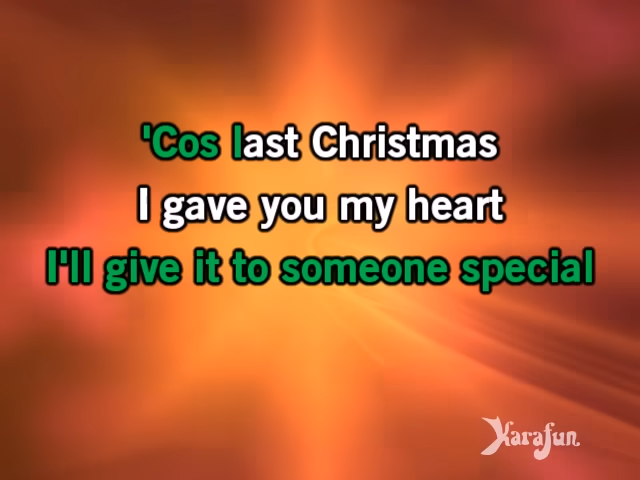 'Cos last Christmas
I gave you my heart
I'll give it to someone special
Karafun